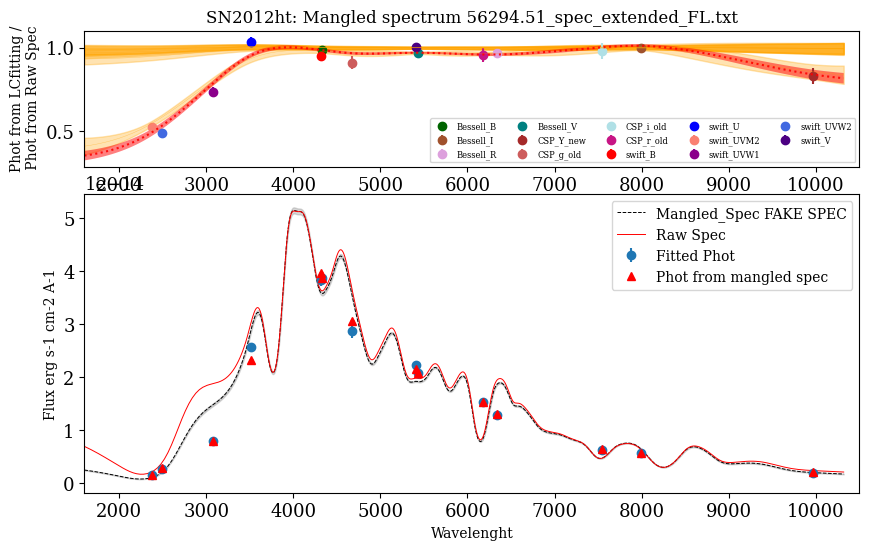 SN2012ht: Mangled spectrum 56294.51_spec_extended_FL.txt
Phot from LCfitting /
Phot from Raw Spec
1.0
0.5
Bessell_B Bessell_V CSP_i_old swift_U swift_UVW2
Bessell_I CSP_Y_new CSP_r_old swift_UVM2 swift_V
Bessell_R CSP_g_old swift_B swift_UVW1
2000 3000 4000 5000 6000 7000 8000 9000 10000
1e−14
Flux erg s-1 cm-2 A-1
5
4
3
2
1
0
Mangled_Spec FAKE SPEC
Raw Spec
Fitted Phot
Phot from mangled spec
2000 3000 4000 5000 6000 7000 8000 9000 10000
Wavelenght